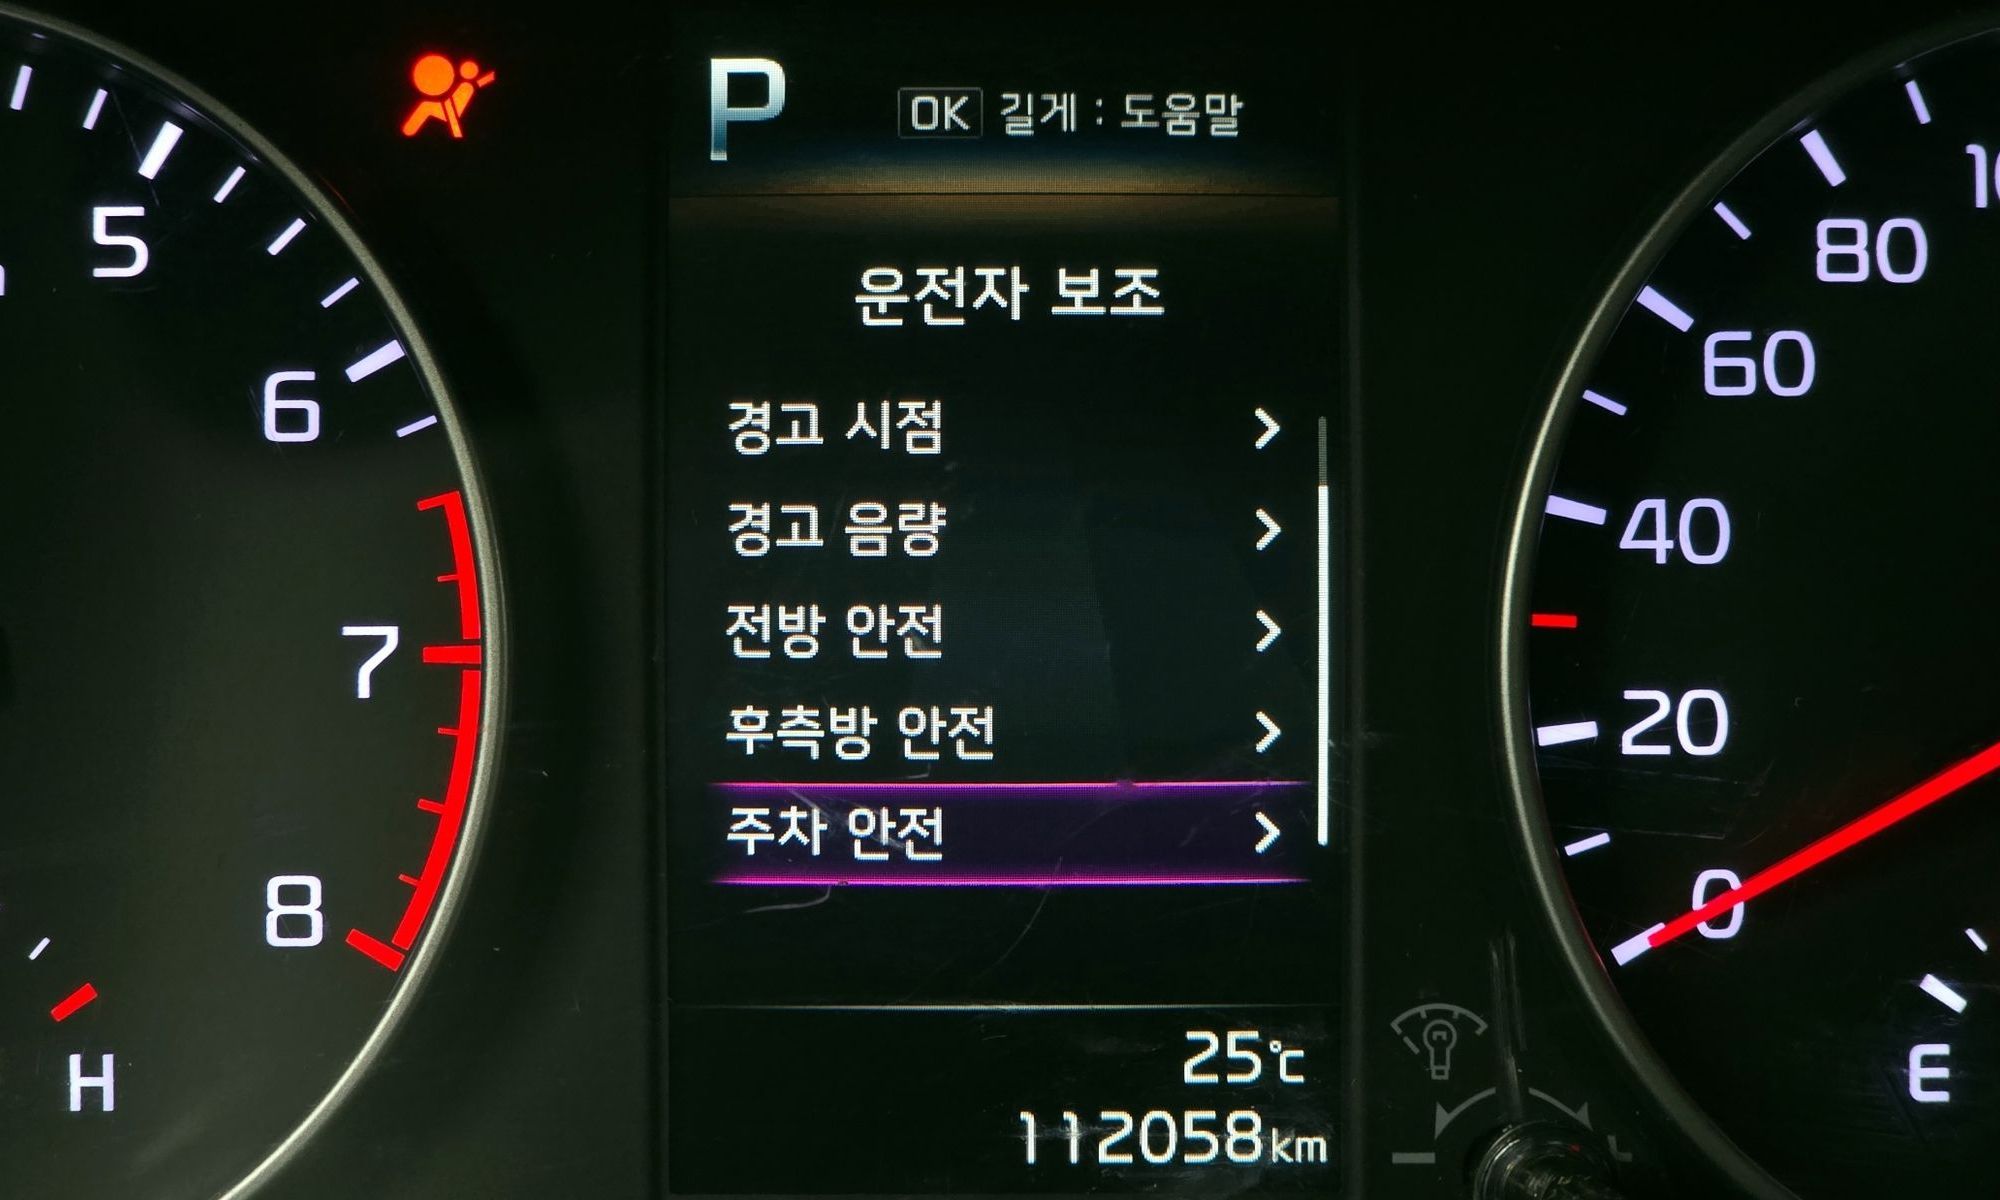 P
OK 길게 : 도움말
운전자 보조
경고 시점
경고 음량
전방 안전
후측방 안전
주차 안전
25℃
112058km
5
6
7
8
H
80
60
40
20
0
E